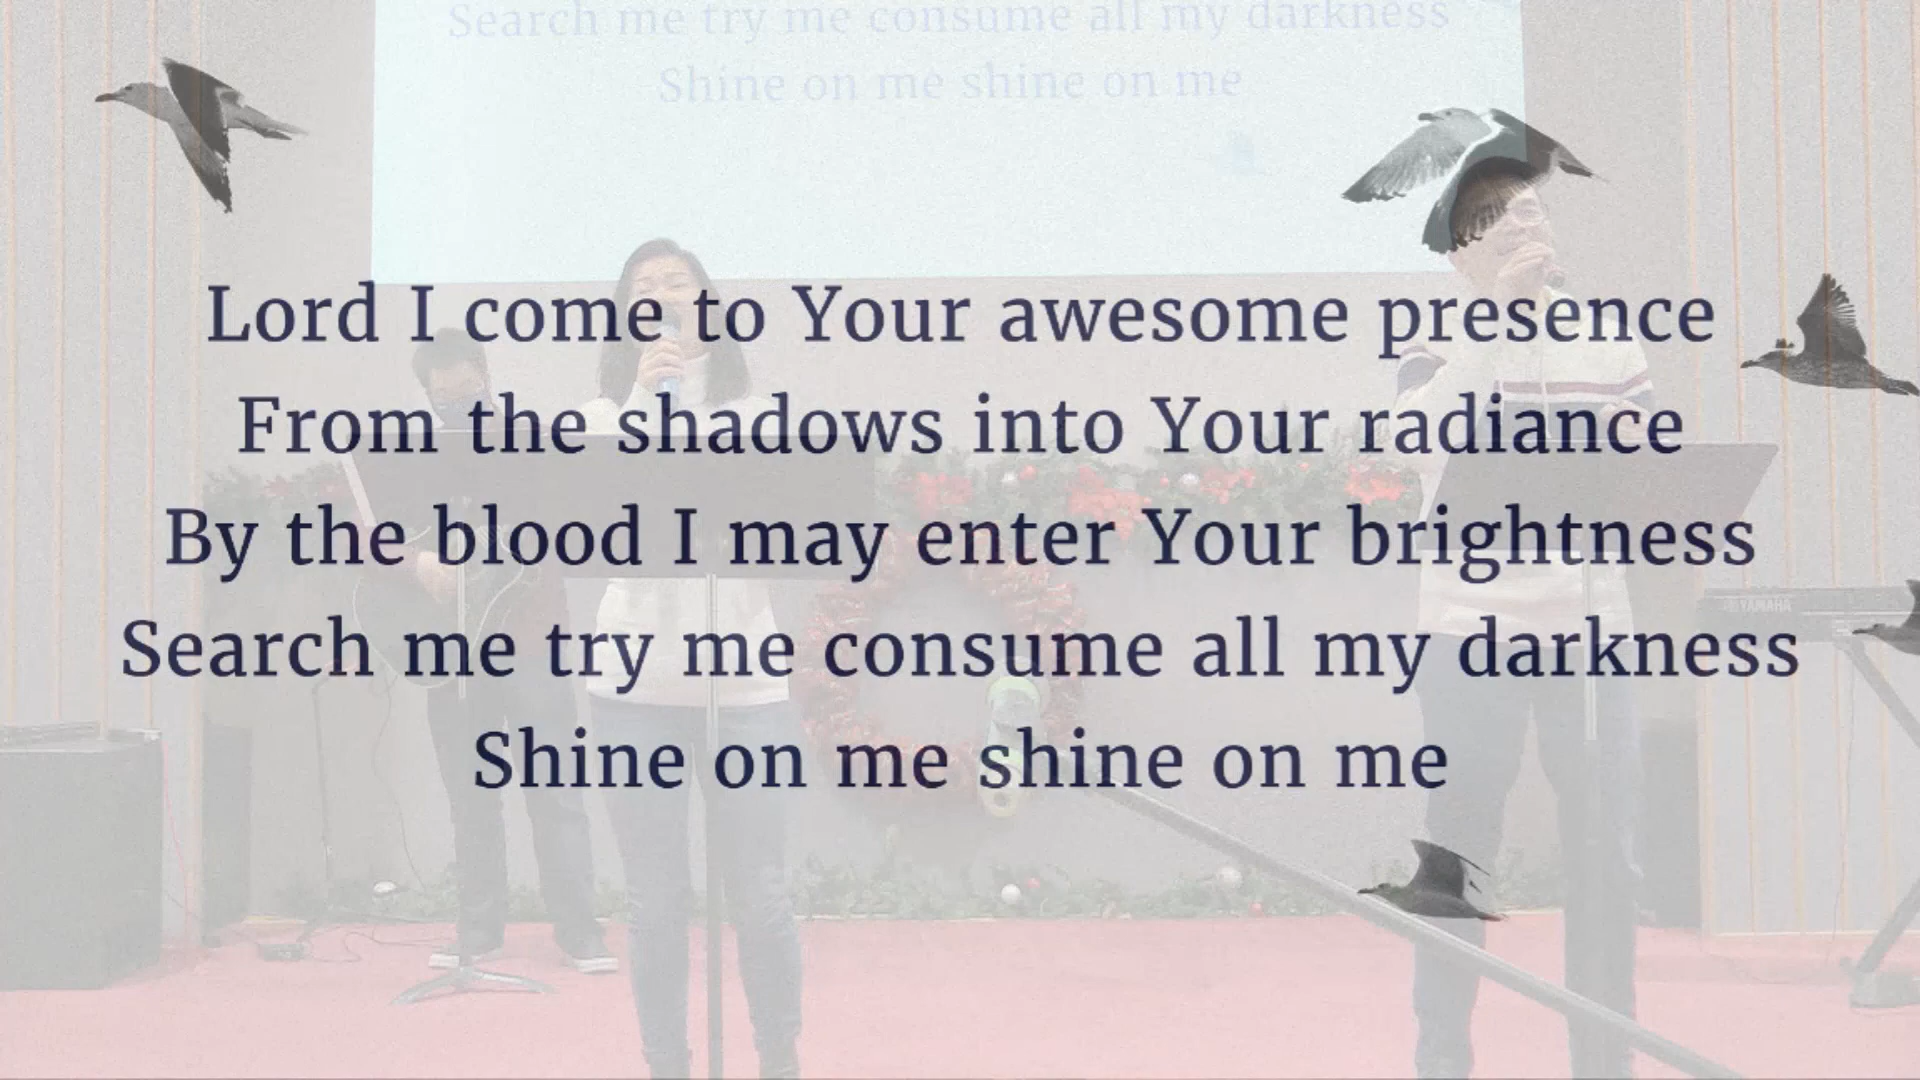 Search me try me consume all my darkness
Shine on me shine on me
Lord I come to Your awesome presence
From the shadows into Your radiance
By the blood I may enter Your brightness
Search me try me consume all my darkness
Shine on me shine on me
YAMAHA